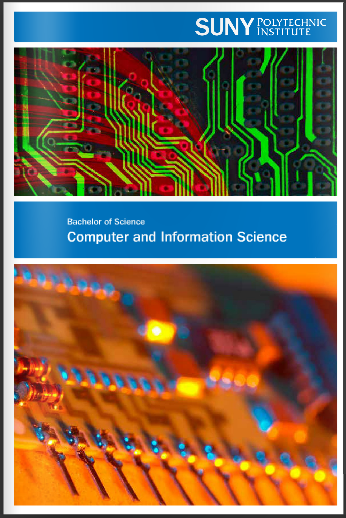 SUNY POLYTECHNIC
INSTITUTE
Bachelor of Science
Computer and Information Science